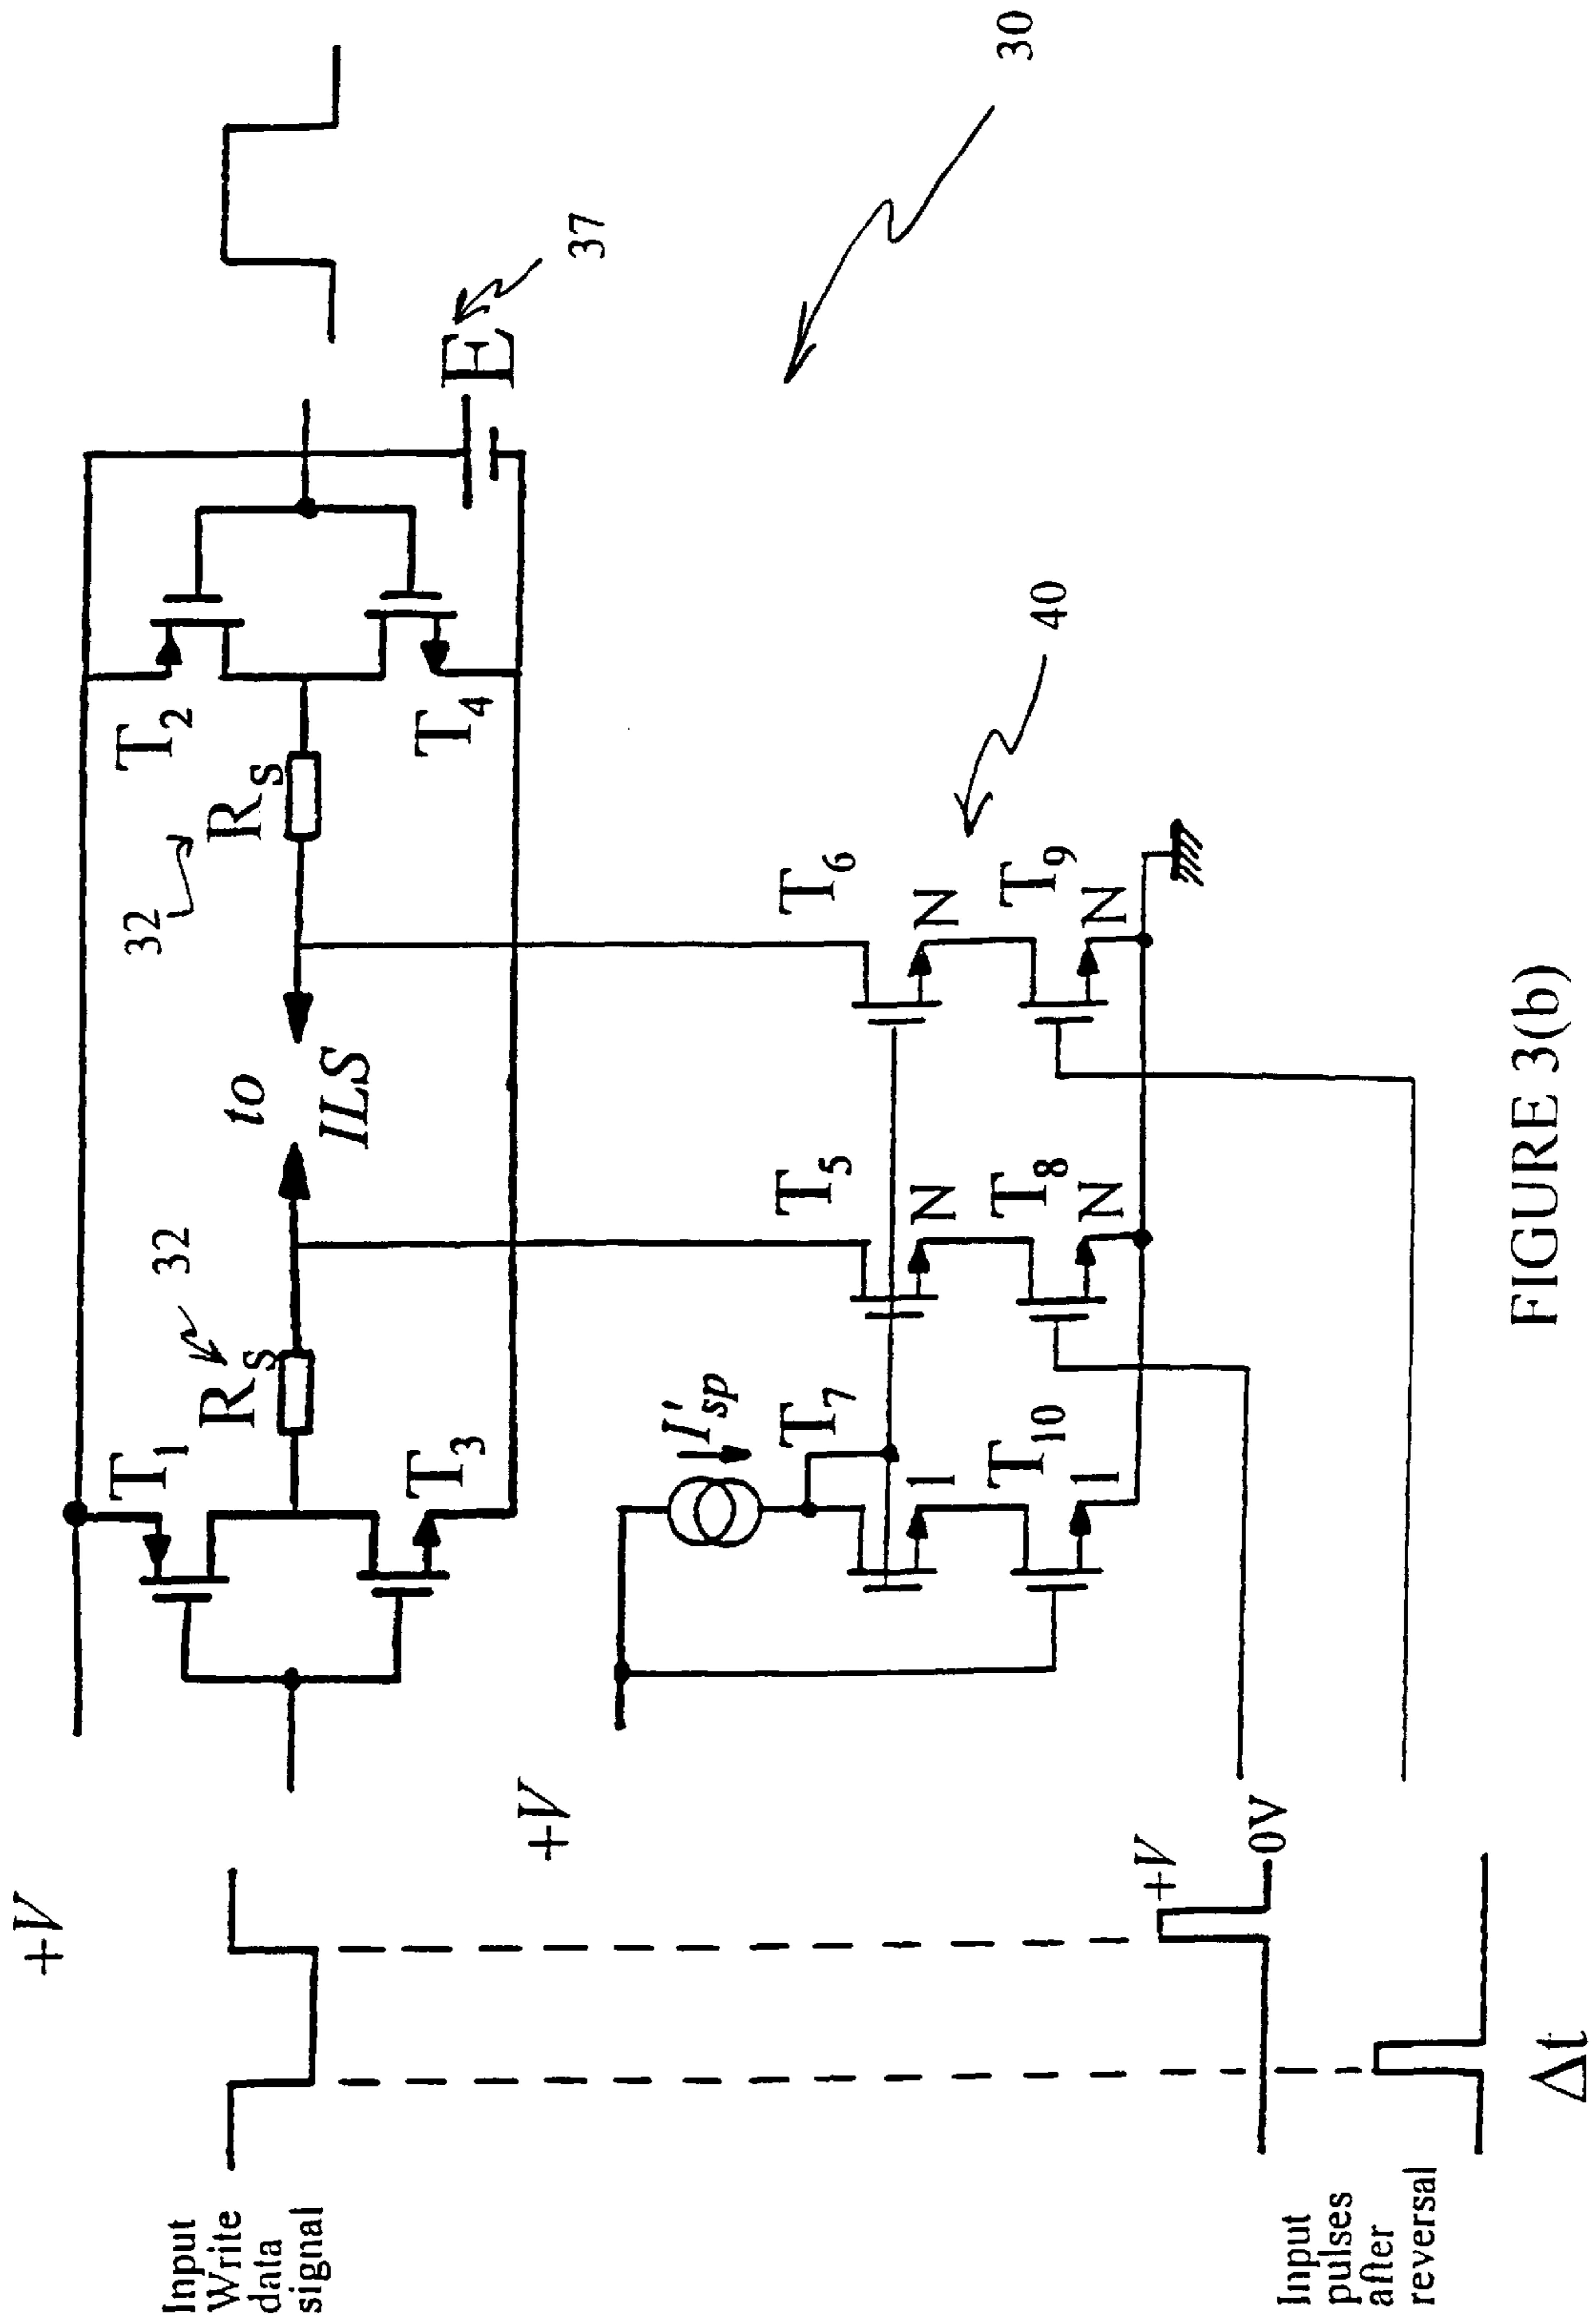 +V
Input
Write
data
signal
T1
Rs
32
to
ILS
32
Rs
T2
T3
T4
E
37
30
+V
I'sp
T7
1
T10
1
T5
N
T8
N
T6
N
T9
N
40
+V
0V
Input
pulses
after
reversal
Δt
FIGURE 3(b)